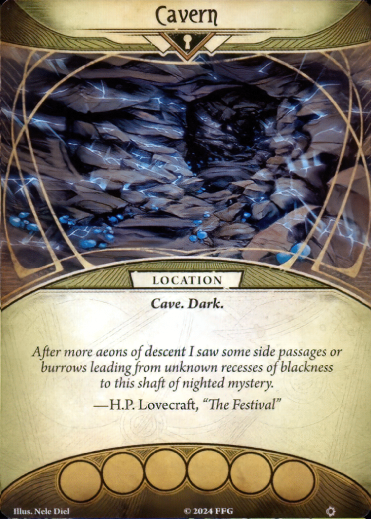 Cavern
LOCATION
Cave. Dark.
After more aeons of descent I saw some side passages or
burrows leading from unknown recesses of blackness
to this shaft of nighted mystery.
—H.P. Lovecraft, “The Festival”
Illus. Nele Diel
© 2024 FFG